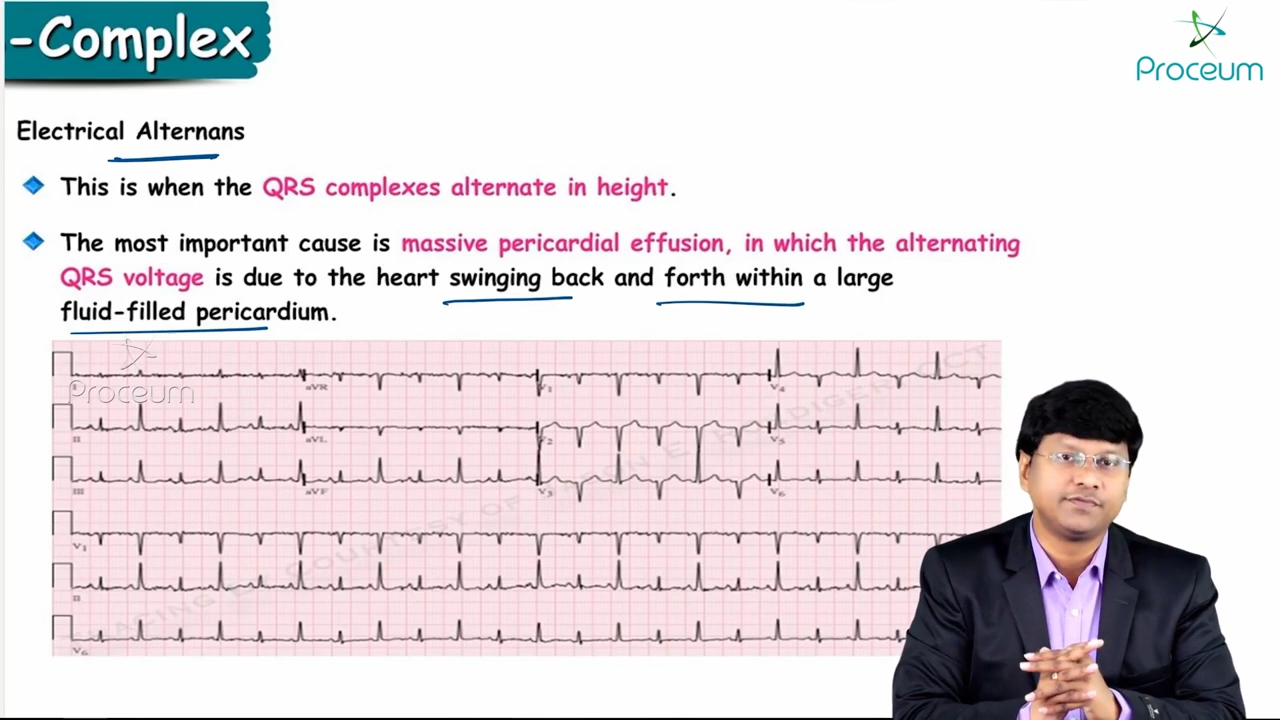 -Complex
Proceum
Electrical Alternans
This is when the QRS complexes alternate in height.
The most important cause is massive pericardial effusion, in which the alternating
QRS voltage is due to the heart swinging back and forth within a large
fluid-filled pericardium.
Proceum
I aVR V1 V4
II aVL V2 V5
III aVF V3 V6
V1
II
V6